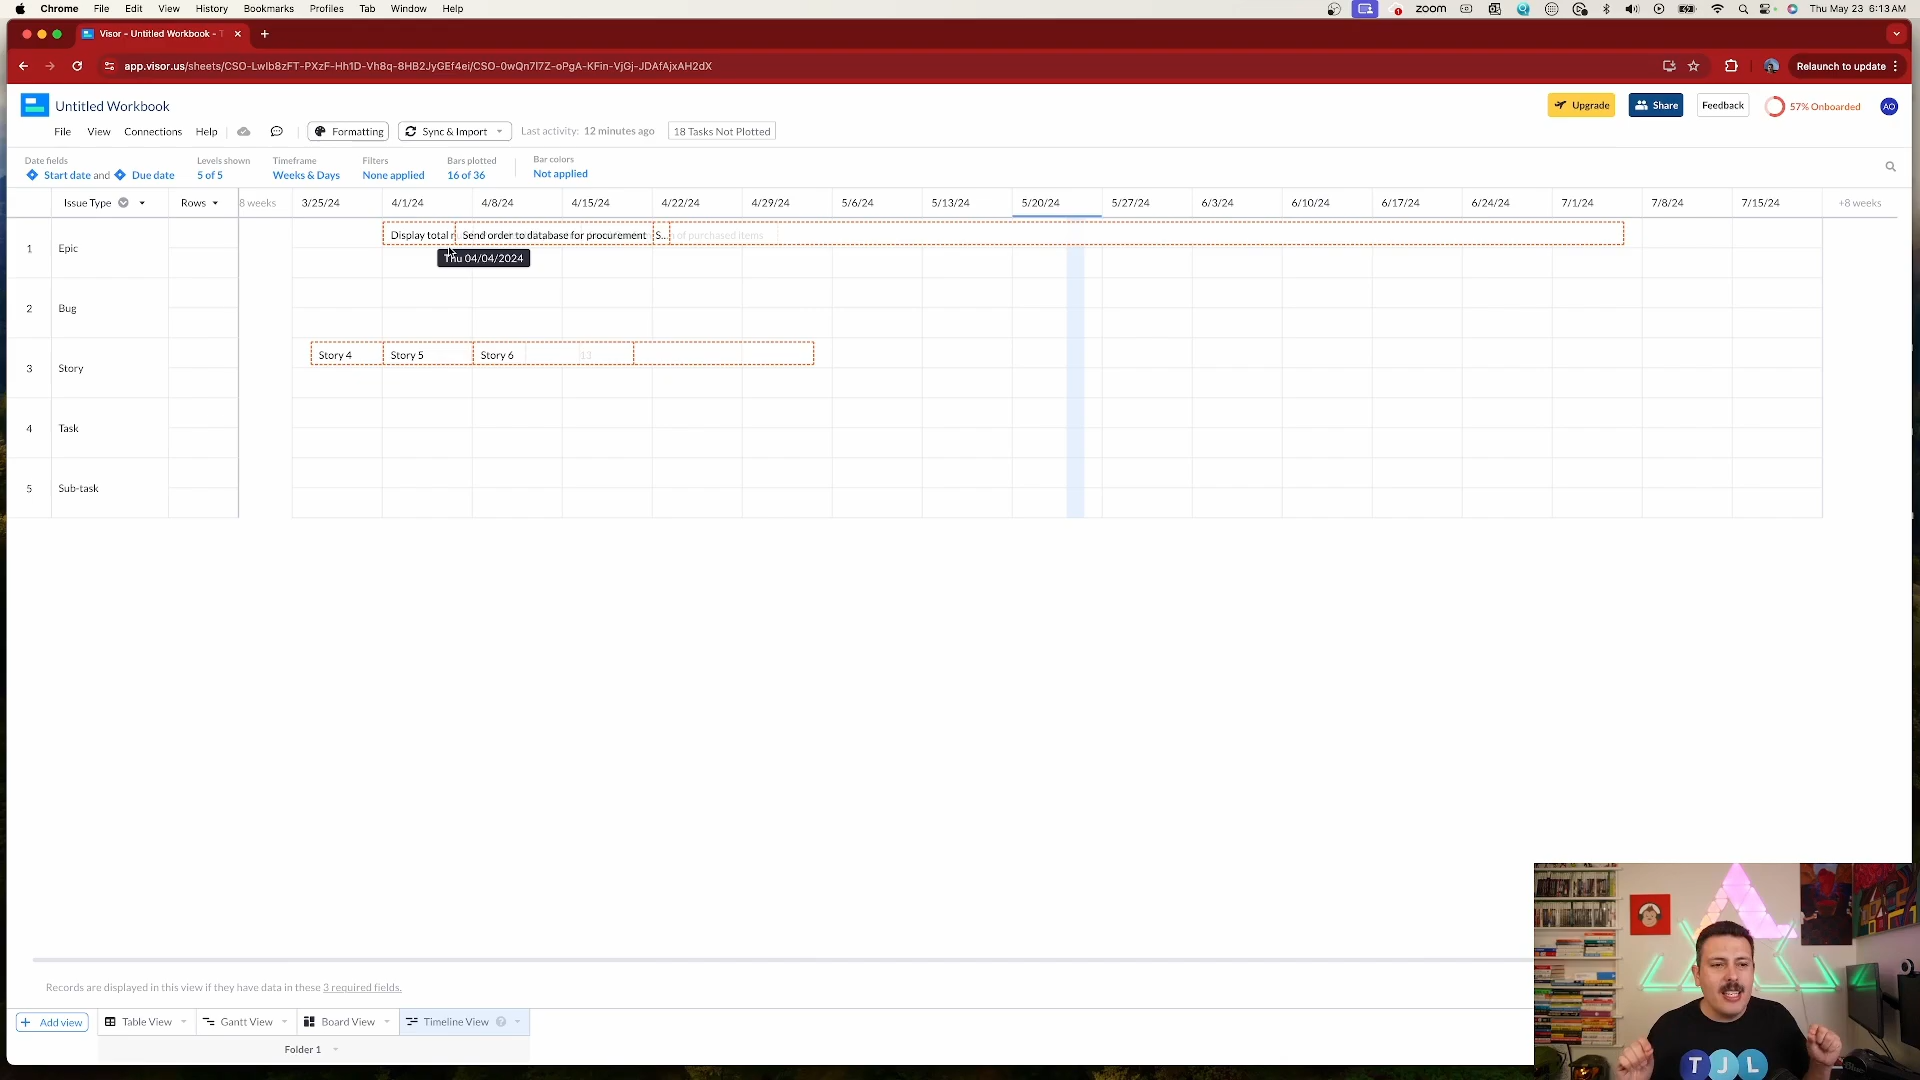 Chrome File Edit View History Bookmarks Profiles Tab Window Help
zoom
Thu May 23 6:13 AM
Visor - Untitled Workbook -
app.visor.us/sheets/CSO-Lwlb8zFT-PXzF-Hh1D-Vh8q-8HB2JyGEf4ei/CSO-0wQn7l7Z-oPgA-KFin-VjGj-JDAfAjxAH2dX
Relaunch to update
Untitled Workbook
Upgrade
Share
Feedback
57% Onboarded
AO
File View Connections Help
Formatting
Sync & Import
Last activity: 12 minutes ago
18 Tasks Not Plotted
Date fields
Start date and Due date
Levels shown
5 of 5
Timeframe
Weeks & Days
Filters
None applied
Bars plotted
16 of 36
Bar colors
Not applied
Issue Type
Rows
8 weeks
3/25/24 4/1/24 4/8/24 4/15/24 4/22/24 4/29/24 5/6/24 5/13/24 5/20/24 5/27/24 6/3/24 6/10/24 6/17/24 6/24/24 7/1/24 7/8/24 7/15/24
+8 weeks
Display total
Send order to database for procurement
S..
of purchased items
1 Epic
Thu 04/04/2024
2 Bug
Story 4 Story 5 Story 6 13
3 Story
4 Task
5 Sub-task
Records are displayed in this view if they have data in these 3 required fields.
+ Add view
Table View
Gantt View
Board View
Timeline View ?
Folder 1
TJL